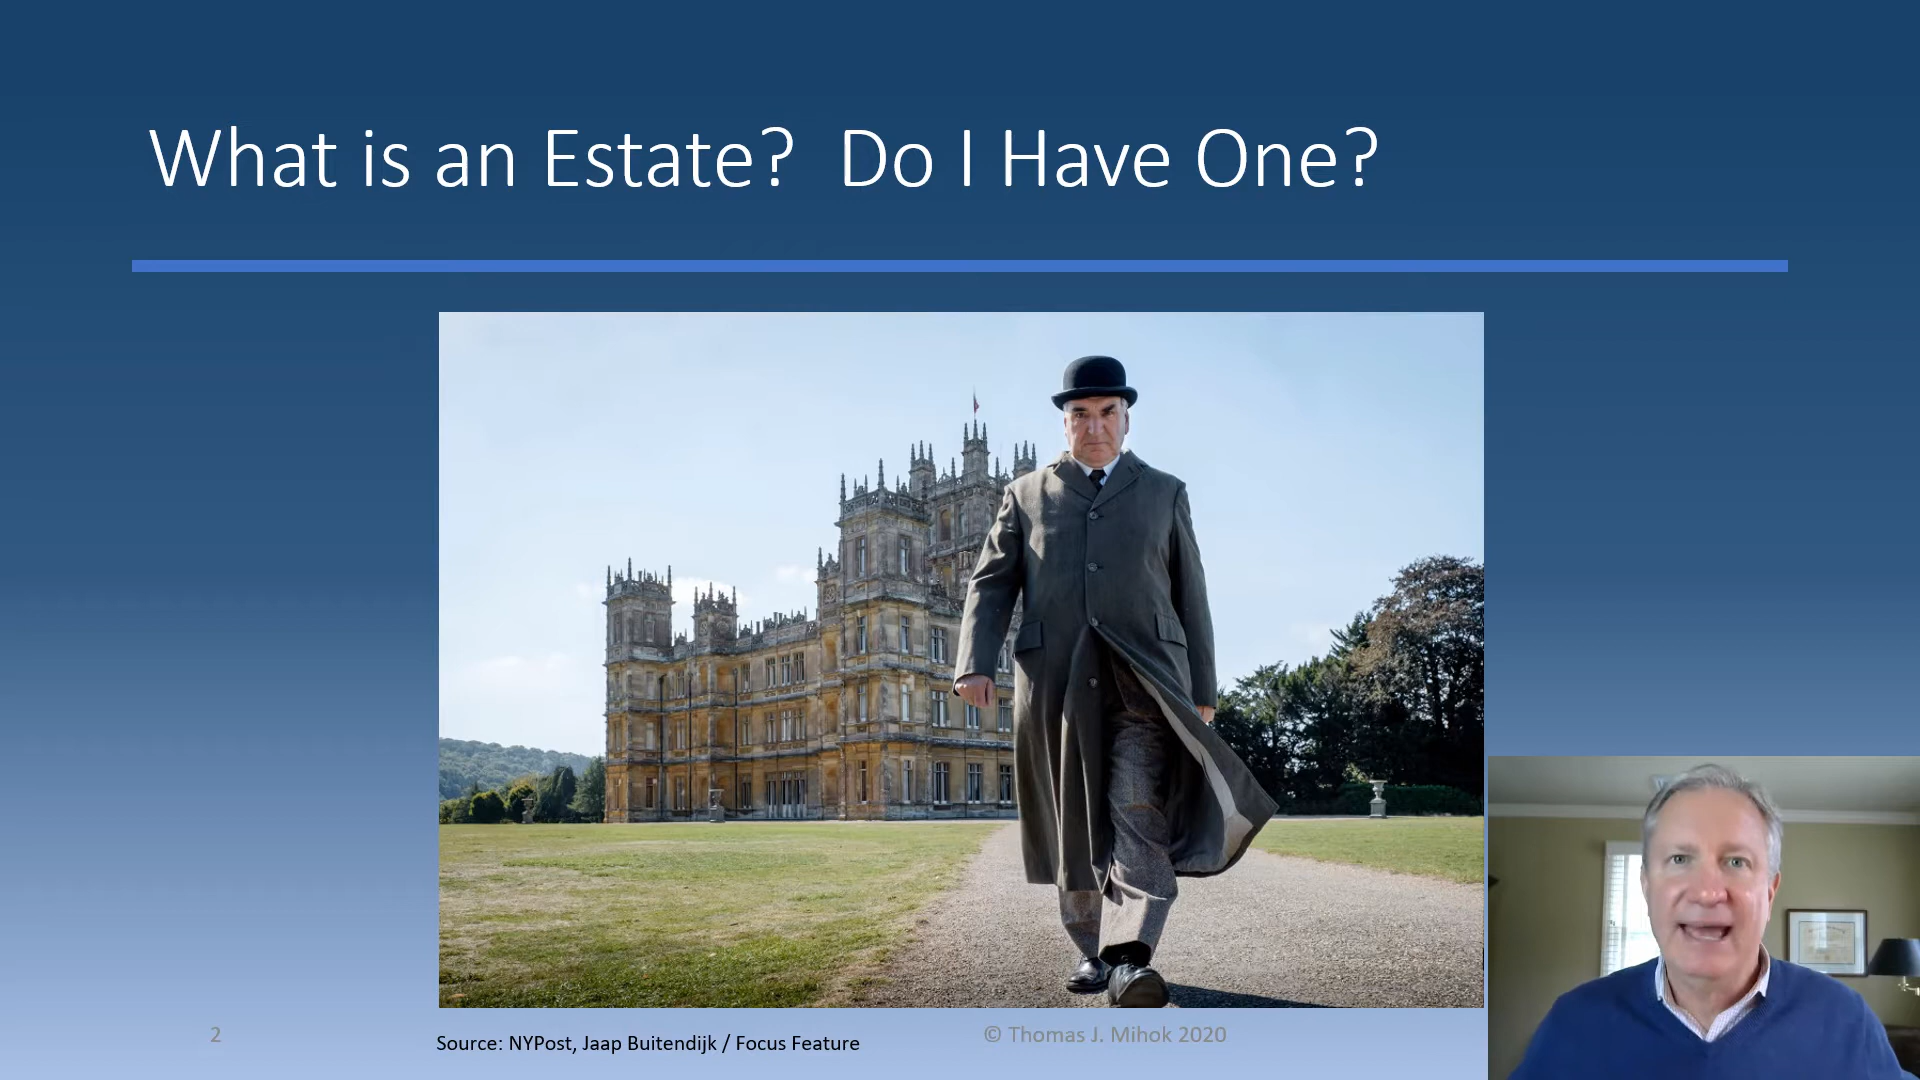 What is an Estate?  Do I Have One?
2
Source: NYPost, Jaap Buitendijk / Focus Feature
© Thomas J. Mihok 2020